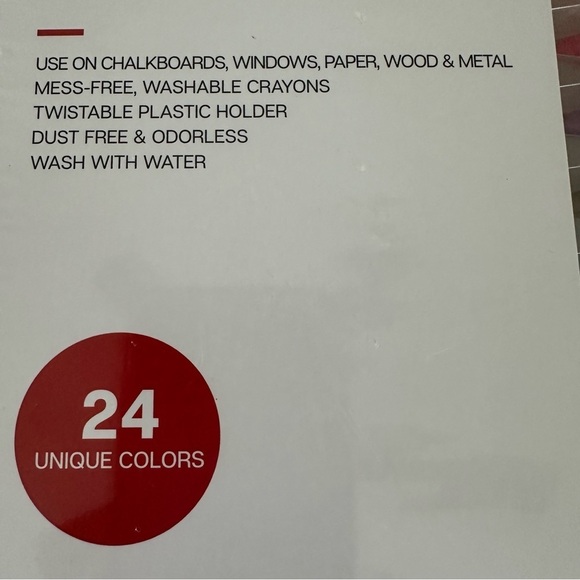 USE ON CHALKBOARDS, WINDOWS, PAPER, WOOD & METAL
MESS-FREE, WASHABLE CRAYONS
TWISTABLE PLASTIC HOLDER
DUST FREE & ODORLESS
WASH WITH WATER
24
UNIQUE COLORS